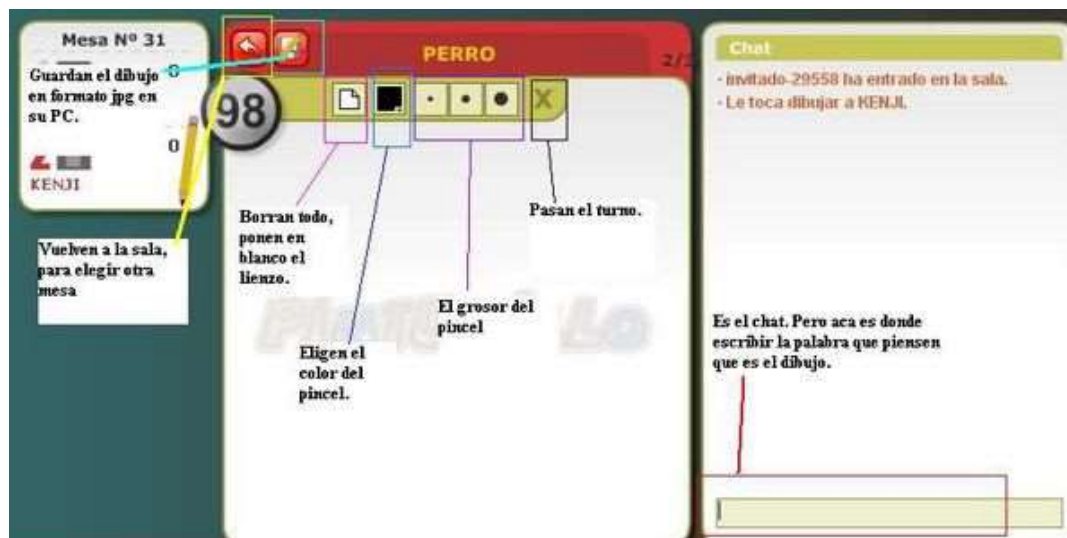 Mesa Nº 31
0
Guardan el dibujo
en formato jpg en
su PC.
0
KENJI
Vuelven a la sala,
para elegir otra
mesa
PERRO
98
X
Borran todo,
ponen en
blanco el
lienzo.
Eligen el
color del
pincel.
El grosor del
pincel
Pasan el turno.
Chat
- invitado-29558 ha entrado en la sala.
- Le toca dibujar a KENJI.
Es el chat. Pero aca es donde
escribir la palabra que piensen
que es el dibujo.